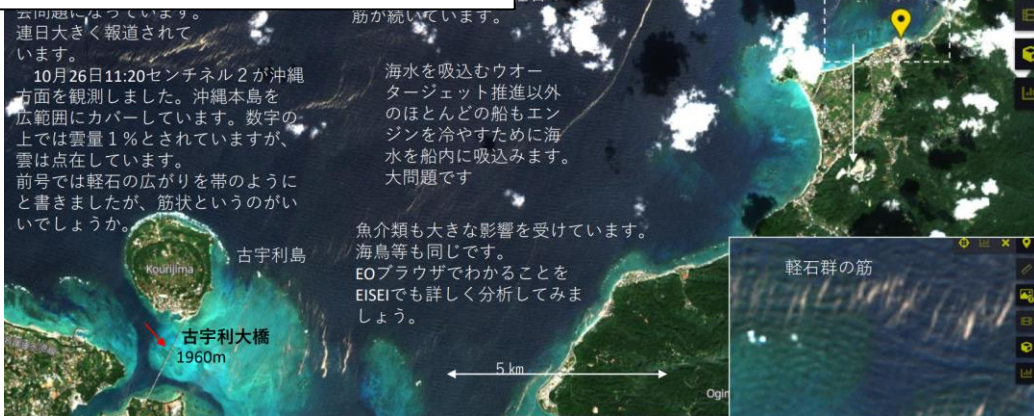 会問題になっています。
連日大きく報道されて
います。
10月26日11:20センチネル２が沖縄
方面を観測しました。沖縄本島を
広範囲にカバーしています。数字の
上では雲量１%とされていますが、
雲は点在しています。
前号では軽石の広がりを帯のように
と書きましたが、筋状というのがい
いでしょうか。
筋が続いています。
海水を吸込むウオー
タージェット推進以外
のほとんどの船もエン
ジンを冷やすために海
水を船内に吸込みます。
大問題です
魚介類も大きな影響を受けています。
海鳥等も同じです。
EOブラウザでわかることを
EISEIでも詳しく分析してみま
しょう。
古宇利島
Kourijima
古宇利大橋
1960m
5 km
Ogim
軽石群の筋